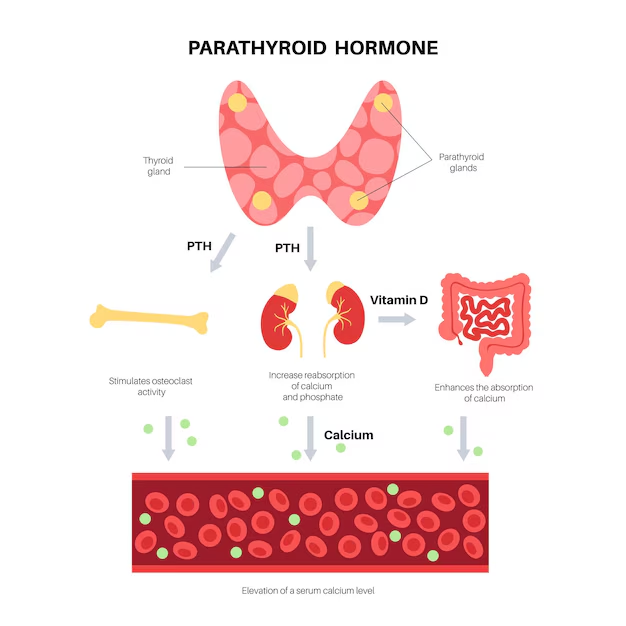 PARATHYROID HORMONE
Thyroid
gland
Parathyroid
glands
PTH
PTH
Vitamin D
Stimulates osteoclast
activity
Increase reabsorption
of calcium
and phosphate
Enhances the absorption
of calcium
Calcium
Elevation of a serum calcium level